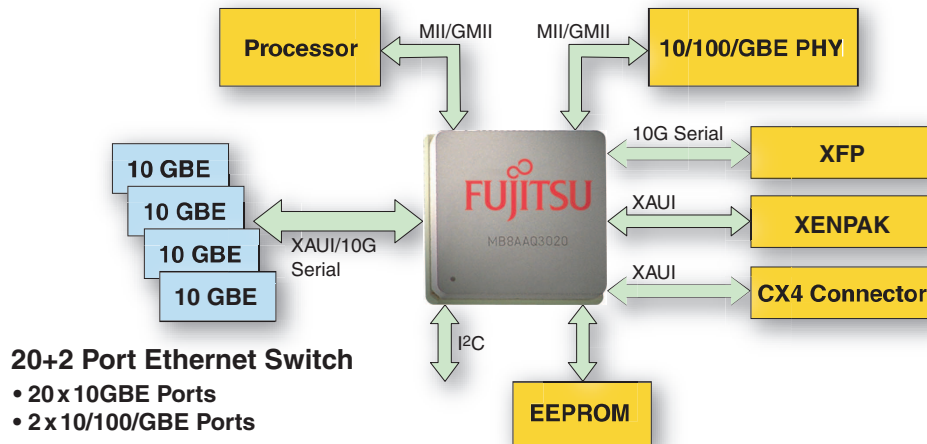 MII/GMII
MII/GMII
Processor
10/100/GBE PHY
10G Serial
XFP
10 GBE
10 GBE
10 GBE
10 GBE
XAUI/10G
Serial
FUJITSU
MB8AAQ3020
XAUI
XENPAK
XAUI
CX4 Connector
I²C
EEPROM
20+2 Port Ethernet Switch
• 20 x 10GBE Ports
• 2 x 10/100/GBE Ports